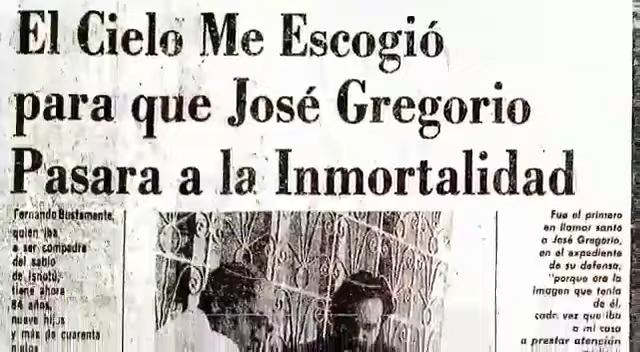 El Cielo Me Escogió
para que José Gregorio
Pasara a la Inmortalidad
Fernando Bustamante,
quien iba
a ser compadre
del sabio
de Isnotú,
tiene ahora
84 años,
nueve hijos
y más de cuarenta
nietos
Fue el primero
en llamar santo
a José Gregorio,
en el expediente
de su defensa,
"porque era la
imagen que tenía
de él,
cada vez que iba
a mi casa
a prestar atención